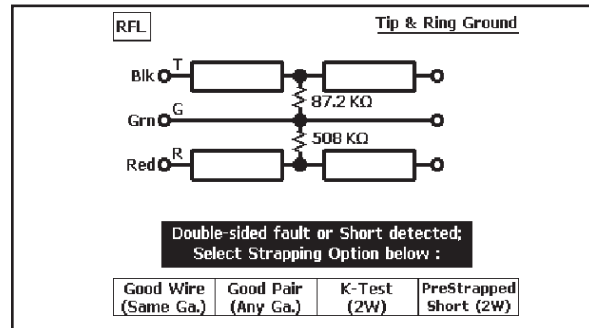 RFL
Tip & Ring Ground
T
Blk
87.2 KΩ
G
Grn
508 KΩ
R
Red
Double-sided fault or Short detected;
Select Strapping Option below :
Good Wire
(Same Ga.)
Good Pair
(Any Ga.)
K-Test
(2W)
PreStrapped
Short (2W)